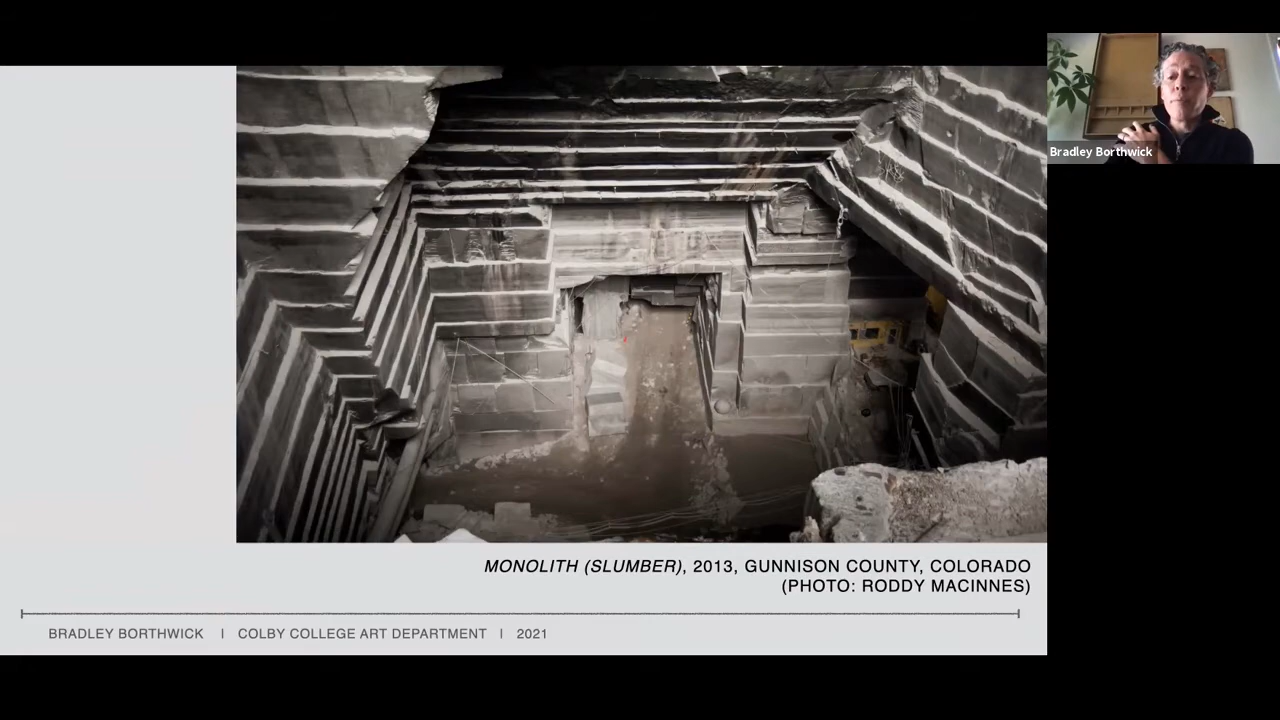 Bradley Borthwick
MONOLITH (SLUMBER), 2013, GUNNISON COUNTY, COLORADO
(PHOTO: RODDY MACINNES)
BRADLEY BORTHWICK I COLBY COLLEGE ART DEPARTMENT I 2021